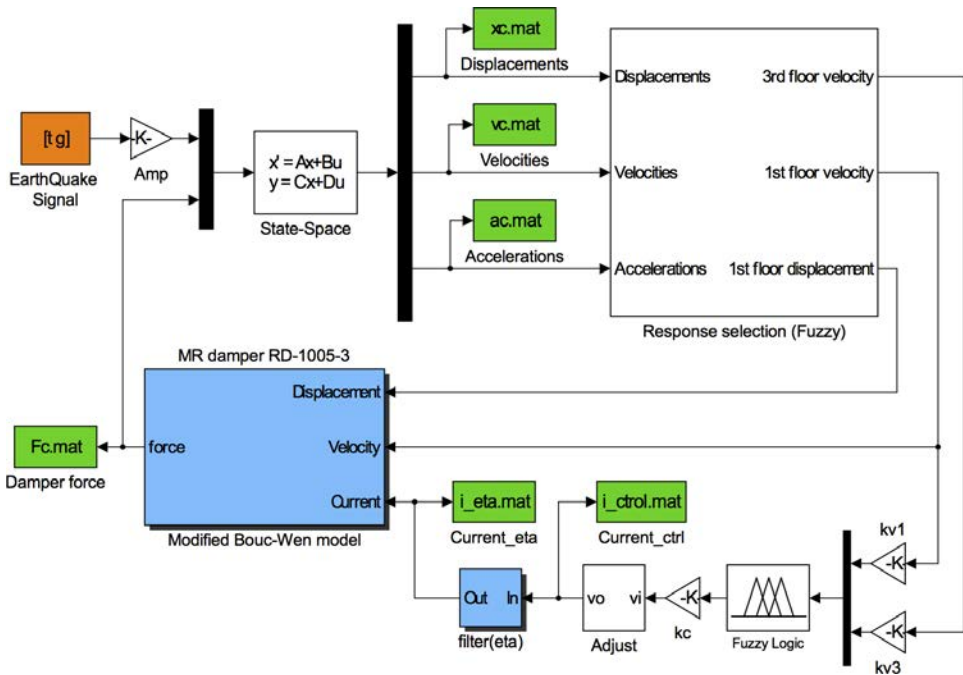 xc.mat
Displacements
Displacements
3rd floor velocity
[t g]
-K-
EarthQuake
Signal
Amp
x' = Ax+Bu
y = Cx+Du
State-Space
vc.mat
Velocities
Velocities
1st floor velocity
ac.mat
Accelerations
Accelerations
1st floor displacement
Response selection (Fuzzy)
MR damper RD-1005-3
Displacement
Velocity
Current
force
Modified Bouc-Wen model
Fc.mat
Damper force
i_eta.mat
Current_eta
i_ctrol.mat
Current_ctrl
Out
In
filter(eta)
vo
vi
Adjust
-K
kc
Fuzzy Logic
kv1
-K
-K
kv3